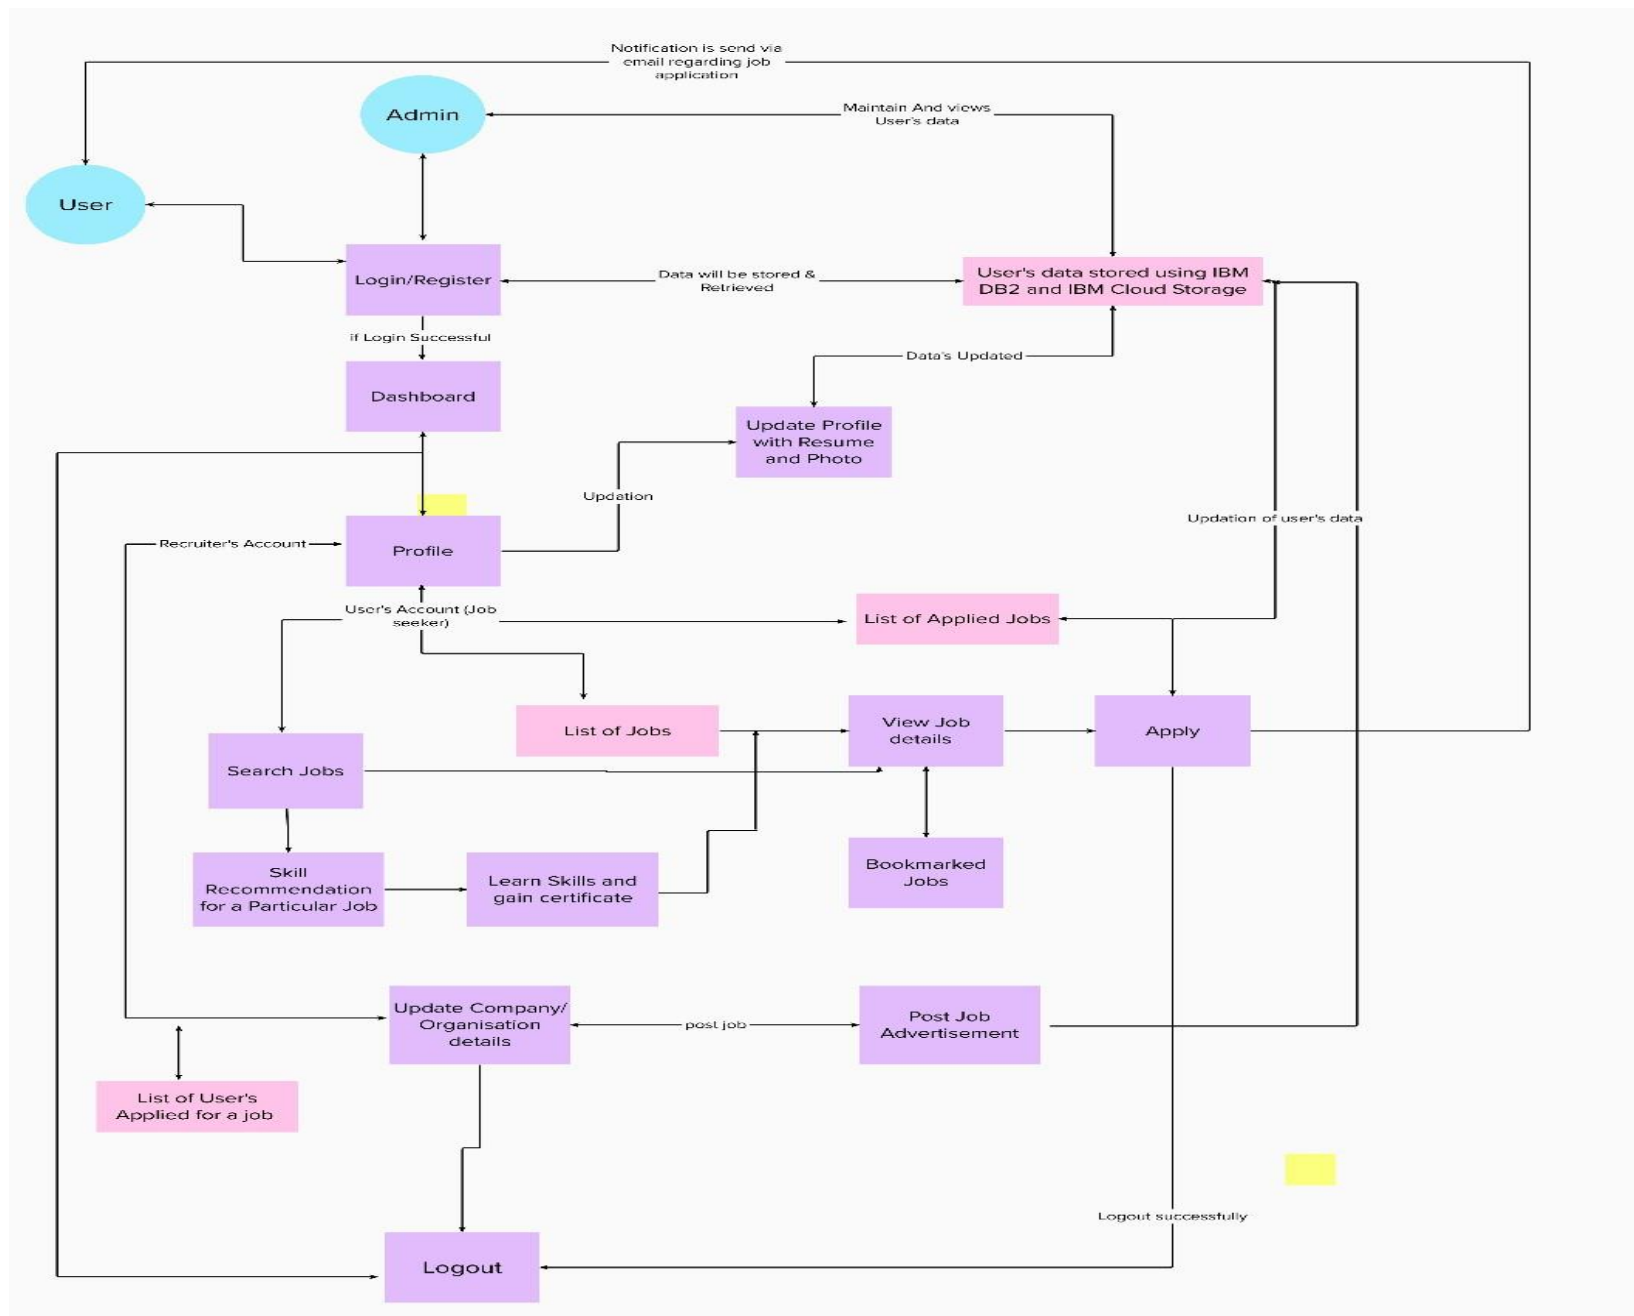 Notification is send via
email regarding job
application
Admin
Maintain And views
User's data
User
Login/Register
Data will be stored &
Retrieved
User's data stored using IBM
DB2 and IBM Cloud Storage
if Login Successful
Data's Updated
Dashboard
Update Profile
with Resume
and Photo
Updation
Updation of user's data
Recruiter's Account
Profile
User's Account (Job
seeker)
List of Applied Jobs
List of Jobs
View Job
details
Apply
Search Jobs
Skill
Recommendation
for a Particular Job
Learn Skills and
gain certificate
Bookmarked
Jobs
Update Company/
Organisation
details
post job
Post Job
Advertisement
List of User's
Applied for a job
Logout successfully
Logout